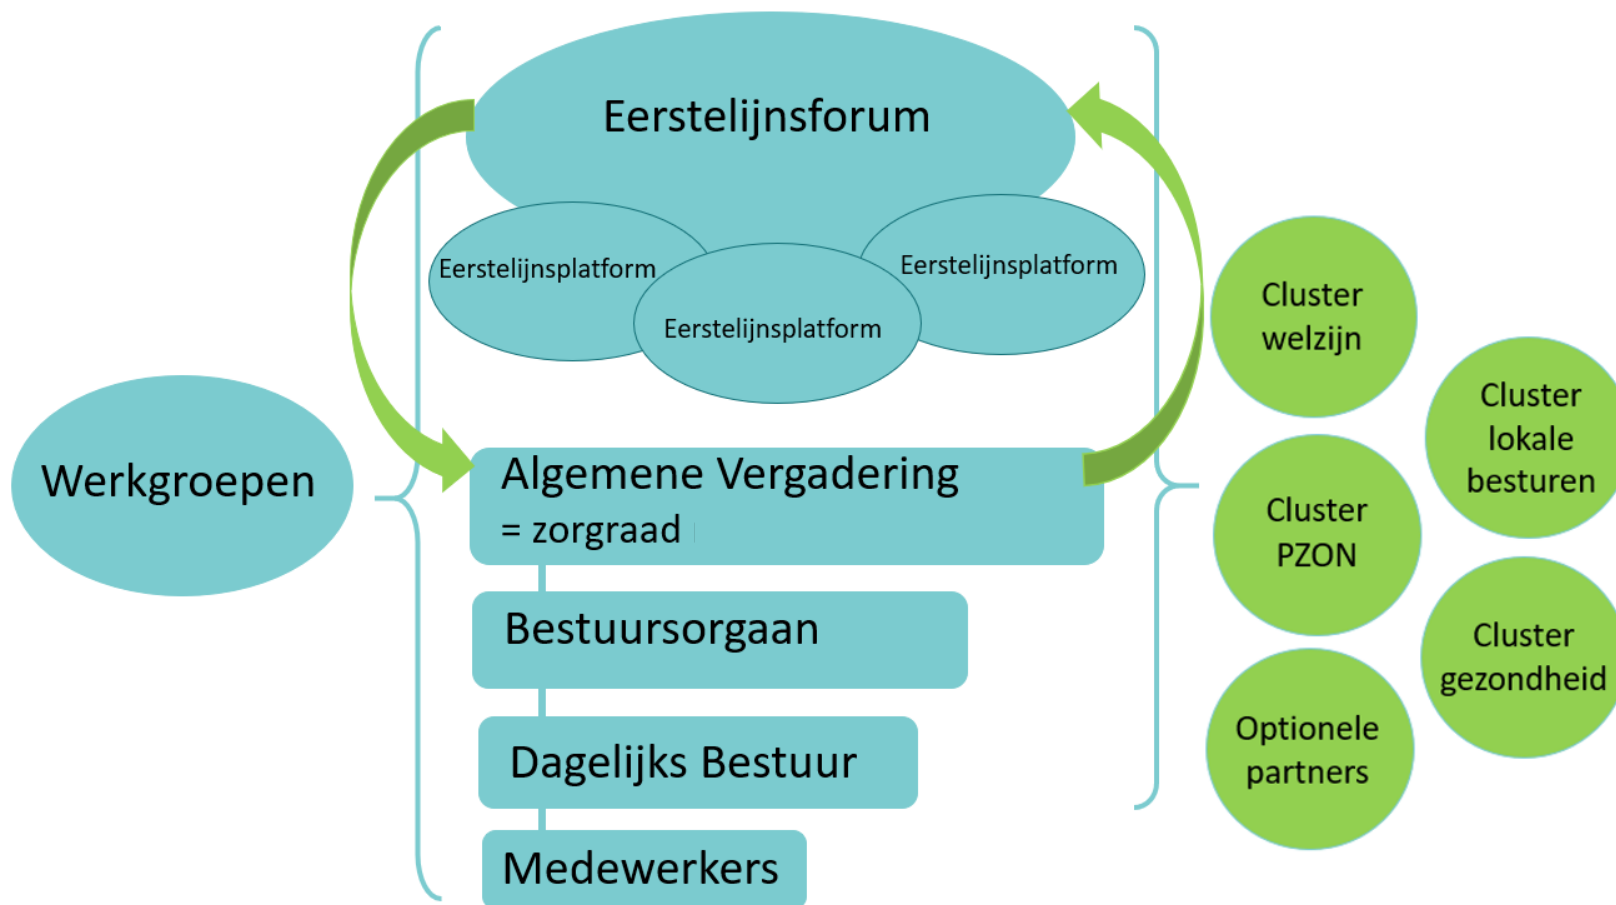 Eerstelijnsforum
Eerstelijnsplatform
Eerstelijnsplatform
Eerstelijnsplatform
Werkgroepen
Algemene Vergadering
= zorgraad
Bestuursorgaan
Dagelijks Bestuur
Medewerkers
Cluster
welzijn
Cluster
lokale
besturen
Cluster
PZON
Cluster
gezondheid
Optionele
partners